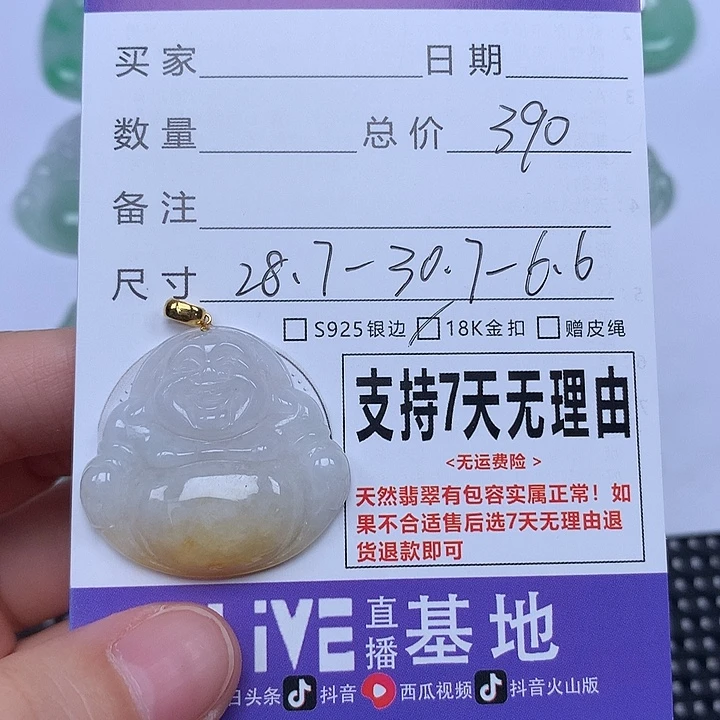 买家 日期
数量 总价 390
备注
尺寸 28.7-30.7-6.6
S925银边 18K金扣 赠皮绳
支持7天无理由
<无运费险 >
天然翡翠有包容实属正常！如
果不合适售后选7天无理由退
货退款即可
LIVE 直播 基地
日头条 抖音 西瓜视频 抖音火山版